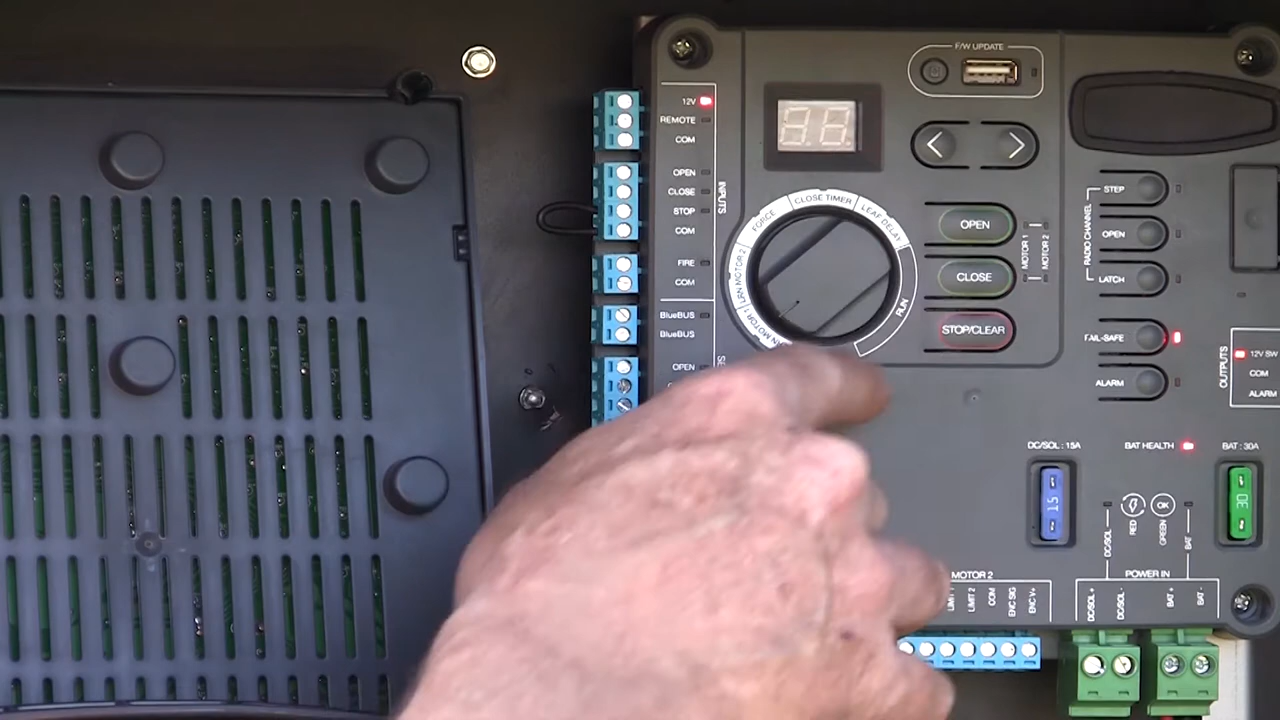 F/W UPDATE
12V
REMOTE
COM
OPEN
CLOSE
STOP
COM
INPUTS
FIRE
COM
BlueBUS
BlueBUS
OPEN
FORCE
CLOSE TIMER
LEAF DELAY
RUN
LRN MOTOR 2
MOTOR 1
OPEN
CLOSE
STOP/CLEAR
MOTOR 1
MOTOR 2
RADIO CHANNEL
STEP
OPEN
LATCH
FAIL-SAFE
ALARM
OUTPUTS
12V SW
COM
ALARM
DC/SOL : 15A
BAT HEALTH
BAT : 30A
15
30
OK
RED
GREEN
DC/SOL
BAT
POWER IN
DC/SOL +
DC/SOL -
BAT +
BAT -
MOTOR 2
LIMIT 1
LIMIT 2
COM
ENC SIG
ENC V+